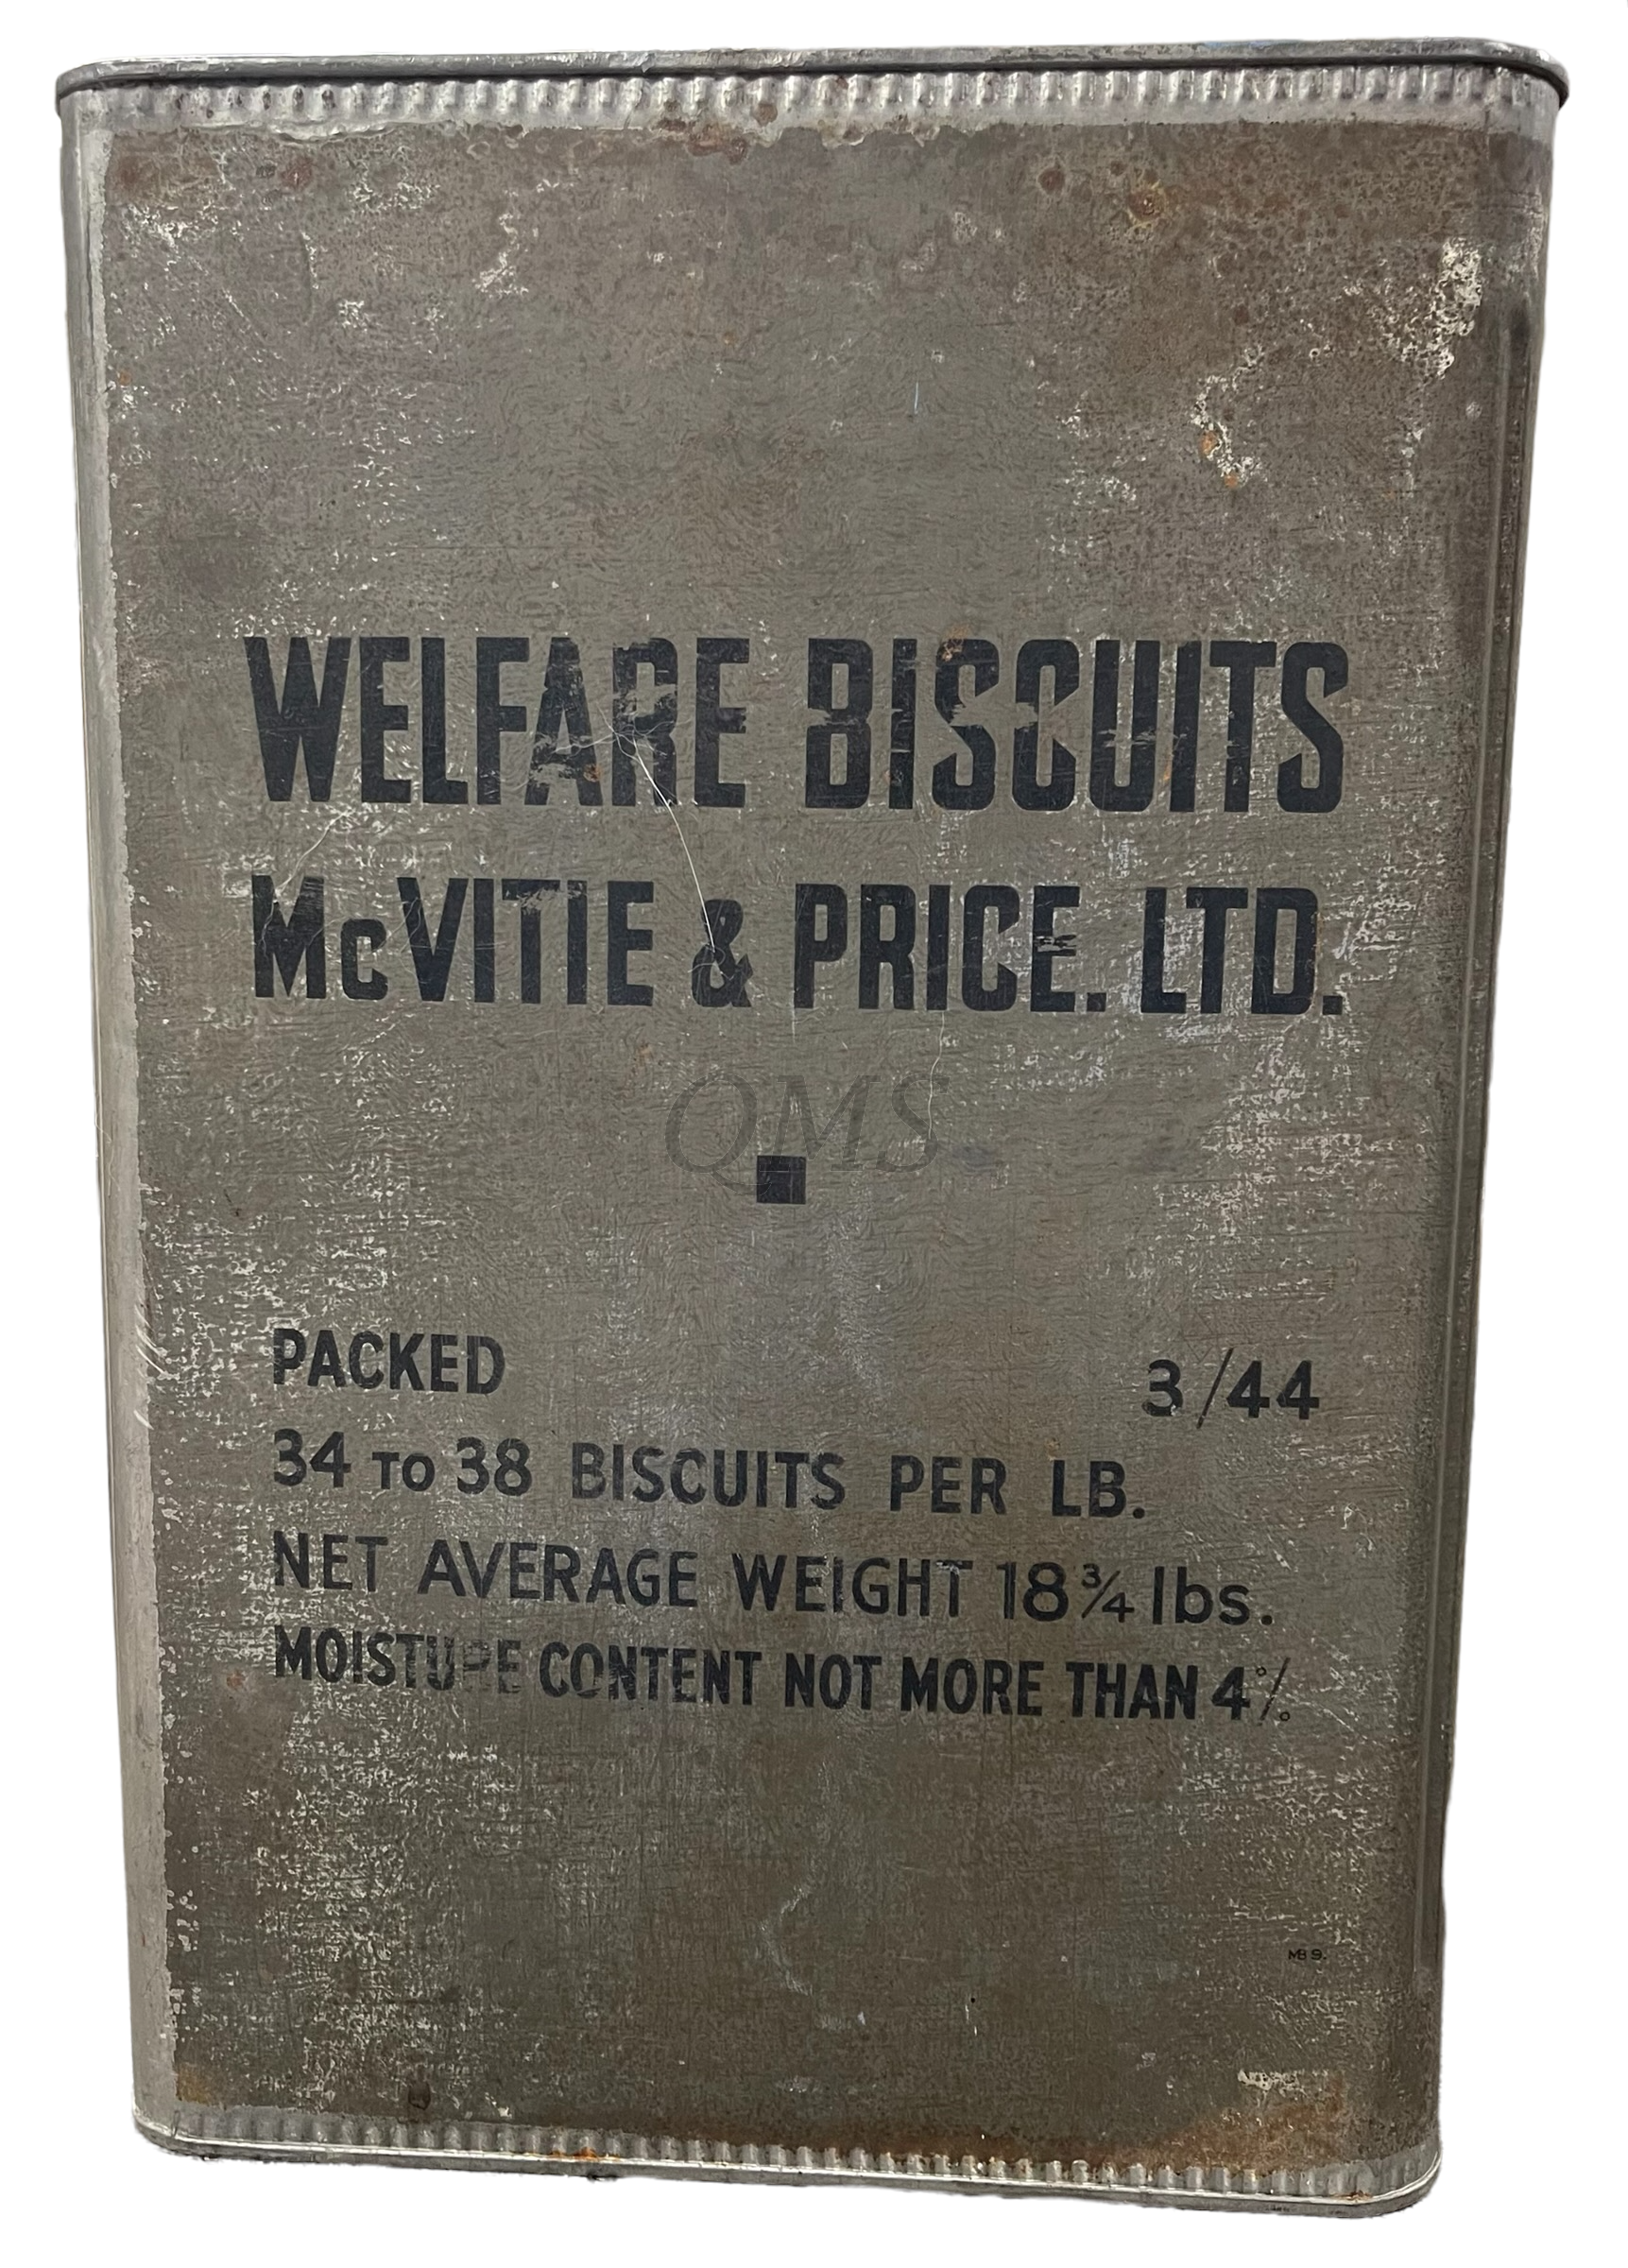 WELFARE BISCUITS
McVITIE & PRICE. LTD.
QMS
PACKED 3/44
34 TO 38 BISCUITS PER LB.
NET AVERAGE WEIGHT 18¾ lbs.
MOISTURE CONTENT NOT MORE THAN 4%
MB 9.